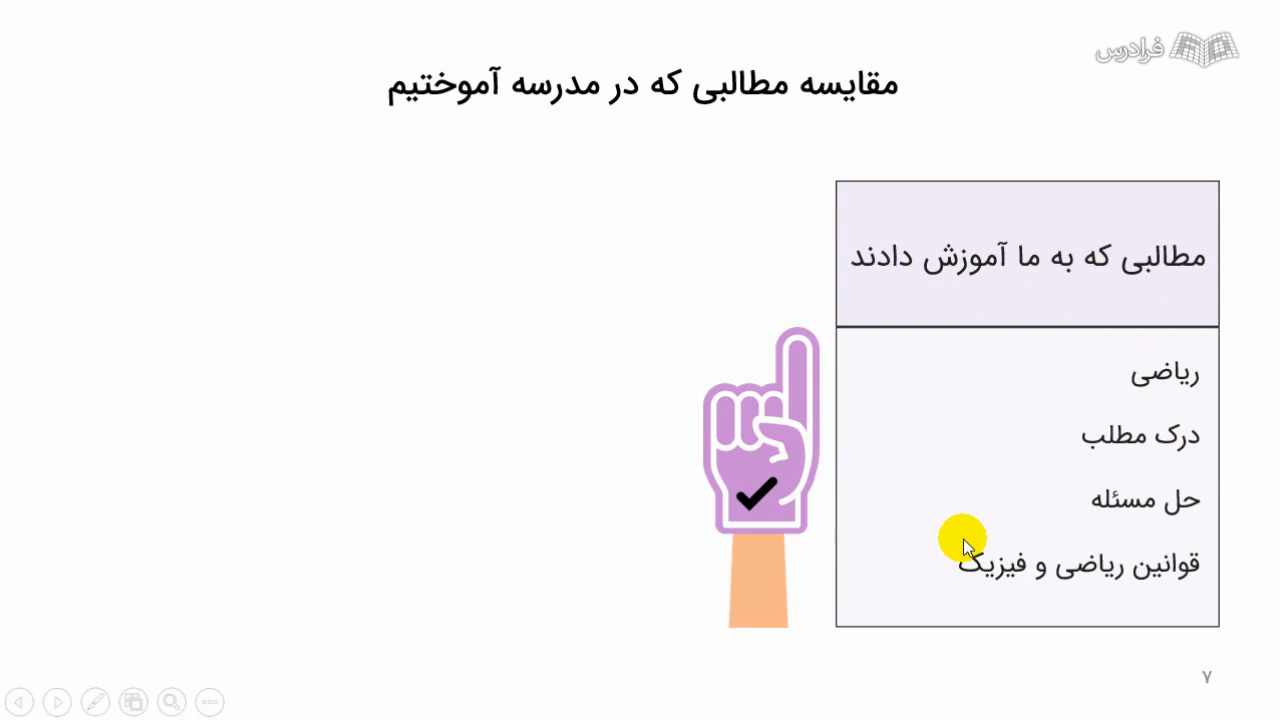 فرادرس
مقایسه مطالبی که در مدرسه آموختیم
مطالبی که به ما آموزش دادند
ریاضی
درک مطلب
حل مسئله
قوانین ریاضی و فیزیک
۷